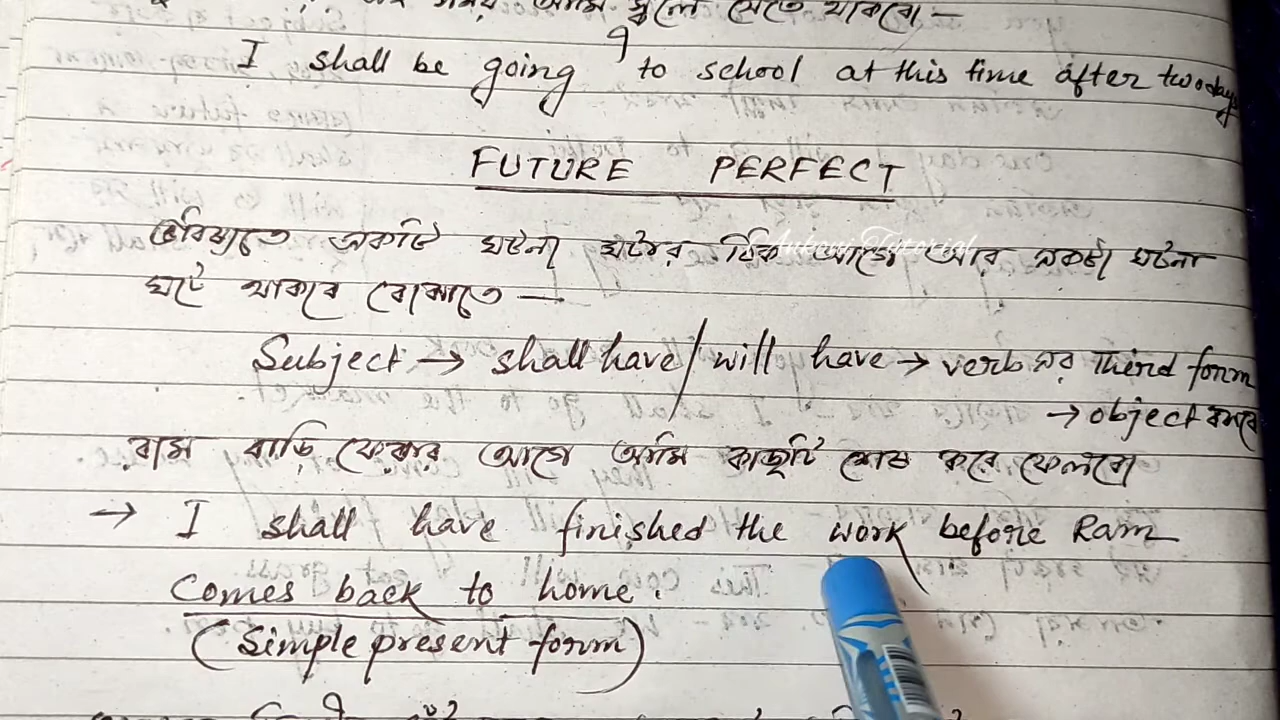 আমি স্কুলে যেতে থাকবো —
I shall be going to school at this time after two days
FUTURE PERFECT
ভবিষ্যতে একটি ঘটনা ঘটার ঠিক আগে আর একটা ঘটনা
ঘটে থাকবে বোঝাতে —
Subject → shall have / will have → verb এর Third form
→ object বসবে
রাম বাড়ি ফেরার আগে আমি কাজটি শেষ করে ফেলবো
→ I shall have finished the work before Ram
comes back to home.
(Simple present form)